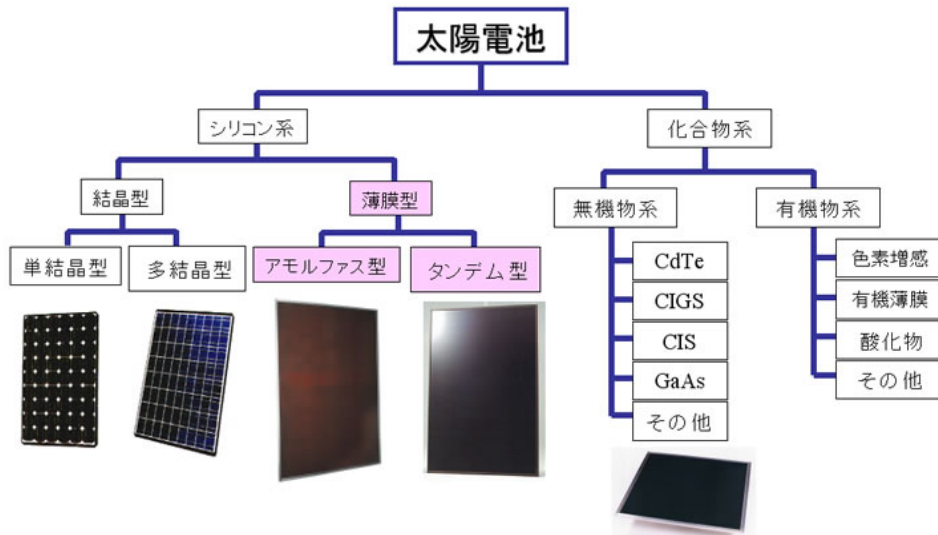 太陽電池
シリコン系
化合物系
結晶型
薄膜型
無機物系
有機物系
単結晶型
多結晶型
アモルファス型
タンデム型
CdTe
CIGS
CIS
GaAs
その他
色素増感
有機薄膜
酸化物
その他